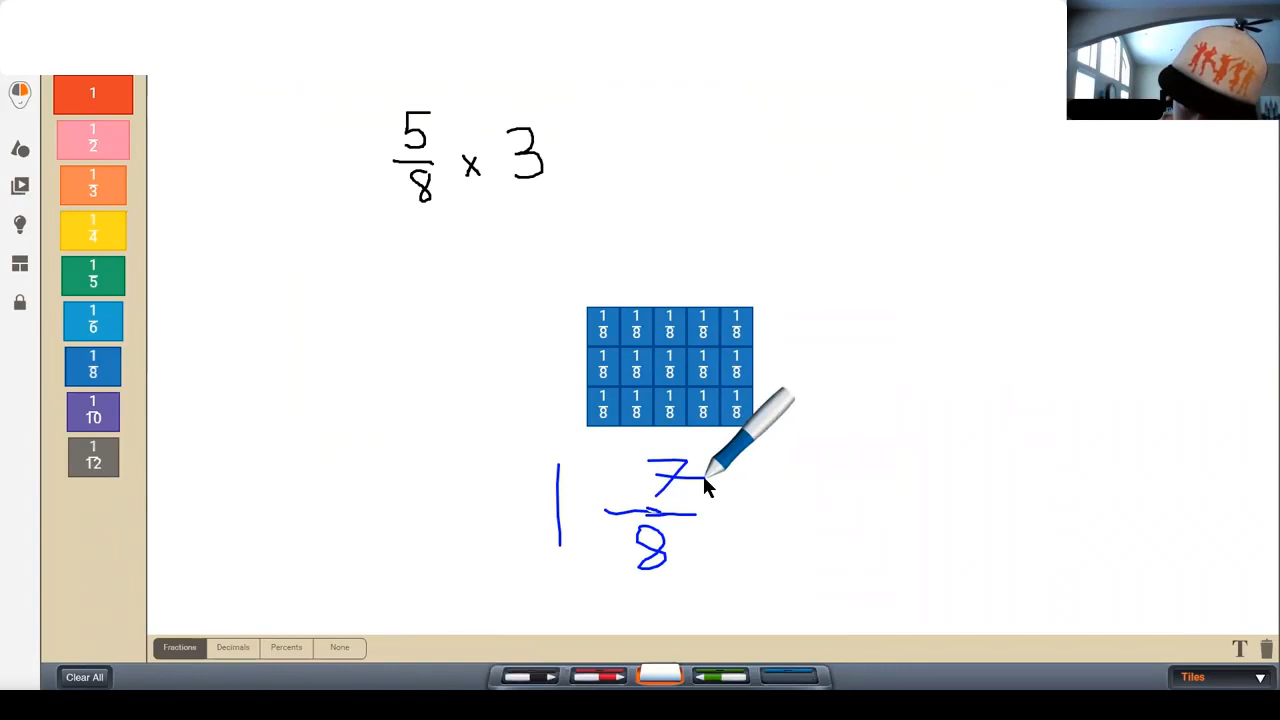 1
1/2
1/3
1/4
1/5
1/6
1/8
1/10
1/12
5/8 x 3
1/8 1/8 1/8 1/8 1/8
1/8 1/8 1/8 1/8 1/8
1/8 1/8 1/8 1/8 1/8
1 7/8
Fractions Decimals Percents None
T
Clear All
Tiles